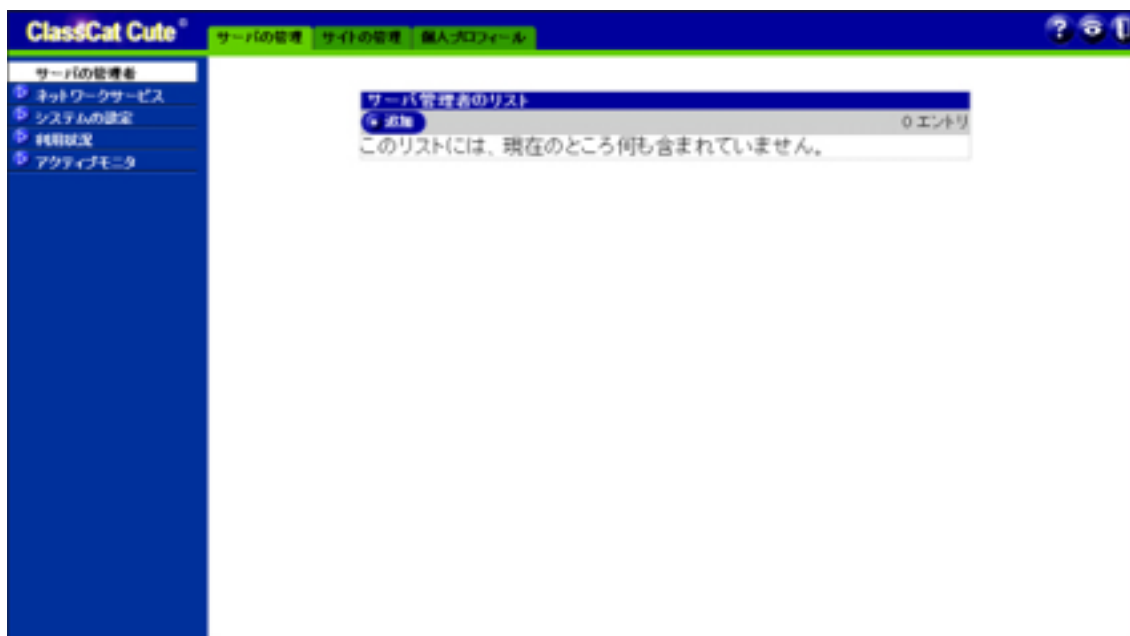 ClassCat Cute®
サーバの管理 サイトの管理 個人プロフィール
サーバの管理者
ネットワークサービス
システムの設定
利用状況
アクティブモニタ
サーバ管理者のリスト
追加 0 エントリ
このリストには、現在のところ何も含まれていません。